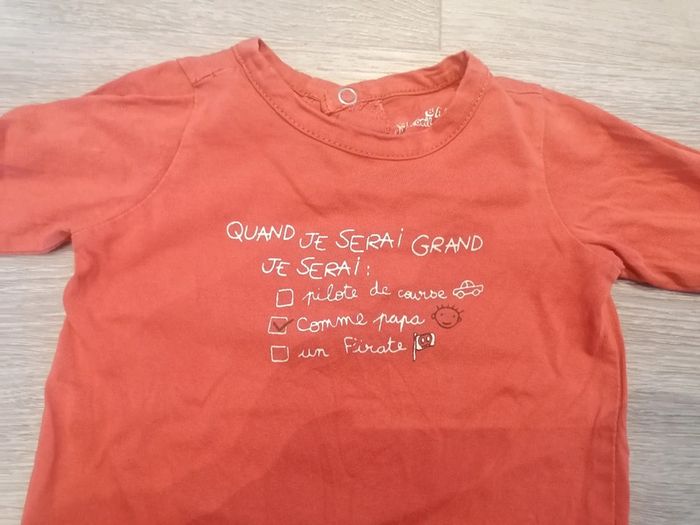 QUAND JE SERAI GRAND
JE SERAI :
pilote de course
Comme papa
un Pirate